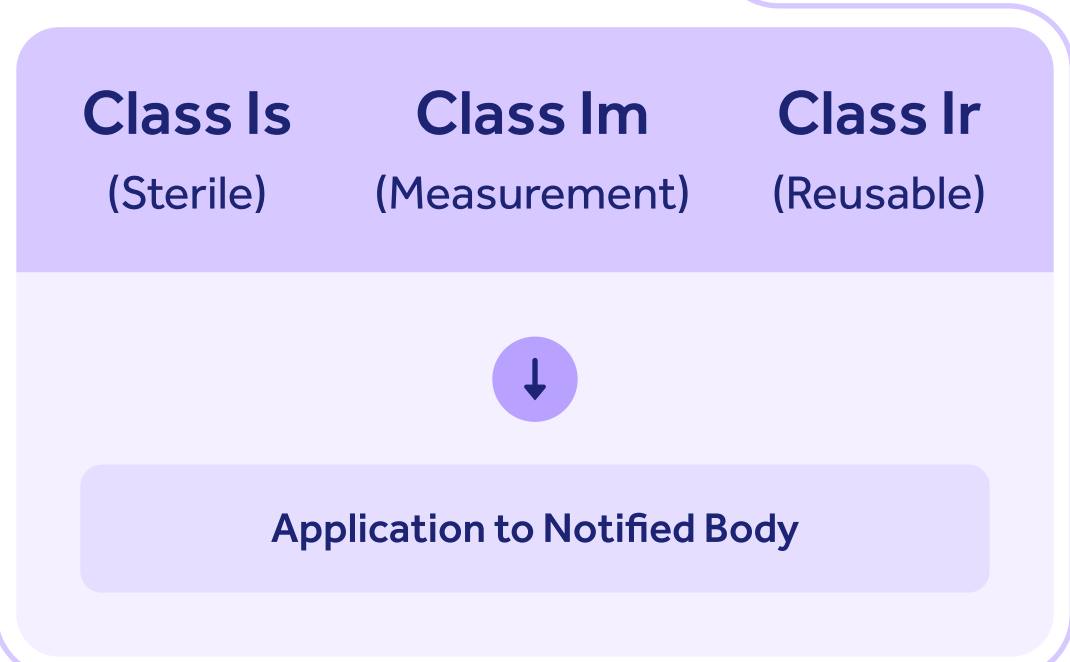 Class Is
(Sterile)
Class Im
(Measurement)
Class Ir
(Reusable)
Application to Notified Body